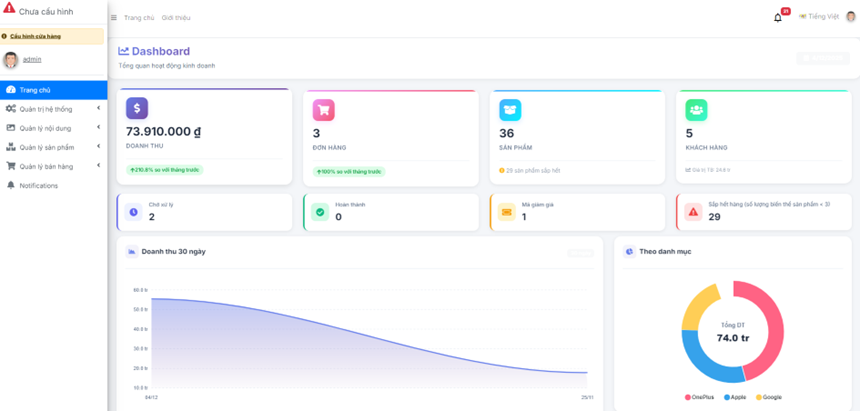 Chưa cấu hình
Cấu hình cửa hàng
admin
Trang chủ
Quản trị hệ thống
Quản lý nội dung
Quản lý sản phẩm
Quản lý bán hàng
Notifications
Trang chủ Giới thiệu
21
Tiếng Việt
Dashboard
Tổng quan hoạt động kinh doanh
73.910.000 ₫
DOANH THU
210.8% so với tháng trước
3
ĐƠN HÀNG
100% so với tháng trước
36
SẢN PHẨM
29 sản phẩm sắp hết
5
KHÁCH HÀNG
Giá trị TB: 24.6 tr
Chờ xử lý
2
Hoàn thành
0
Mã giảm giá
1
Sắp hết hàng (số lượng biến thể sản phẩm < 3)
29
Doanh thu 30 ngày
60.0 tr
50.0 tr
40.0 tr
30.0 tr
20.0 tr
10.0 tr
04/12
25/11
Theo danh mục
Tổng DT
74.0 tr
OnePlus Apple Google